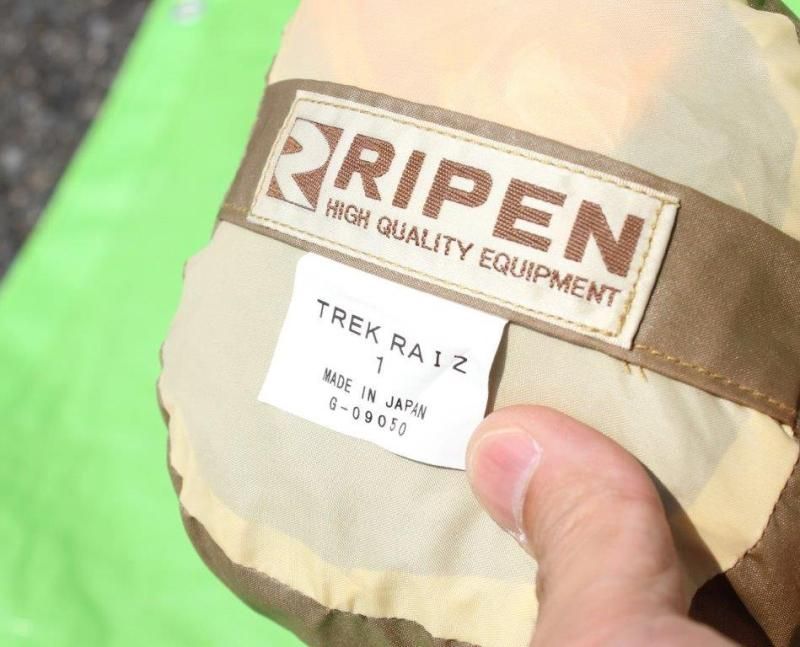 RIPEN
HIGH QUALITY EQUIPMENT
TREK RAIZ
1
MADE IN JAPAN
G-09050